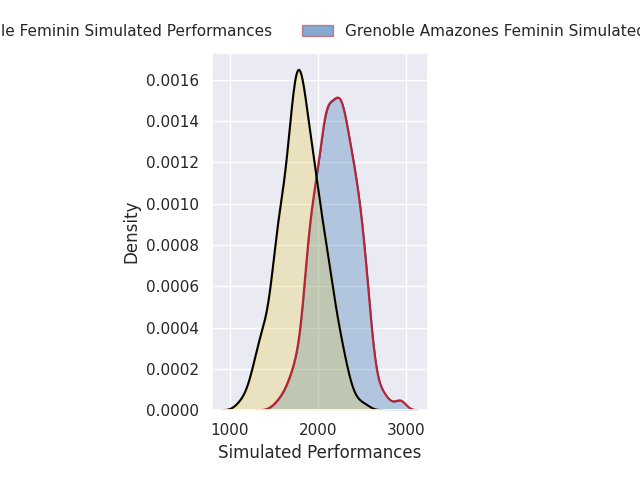 le Feminin Simulated Performances Grenoble Amazones Feminin Simulated
0.0016
0.0014
0.0012
0.0010
0.0008
0.0006
0.0004
0.0002
0.0000
Density
1000 2000 3000
Simulated Performances